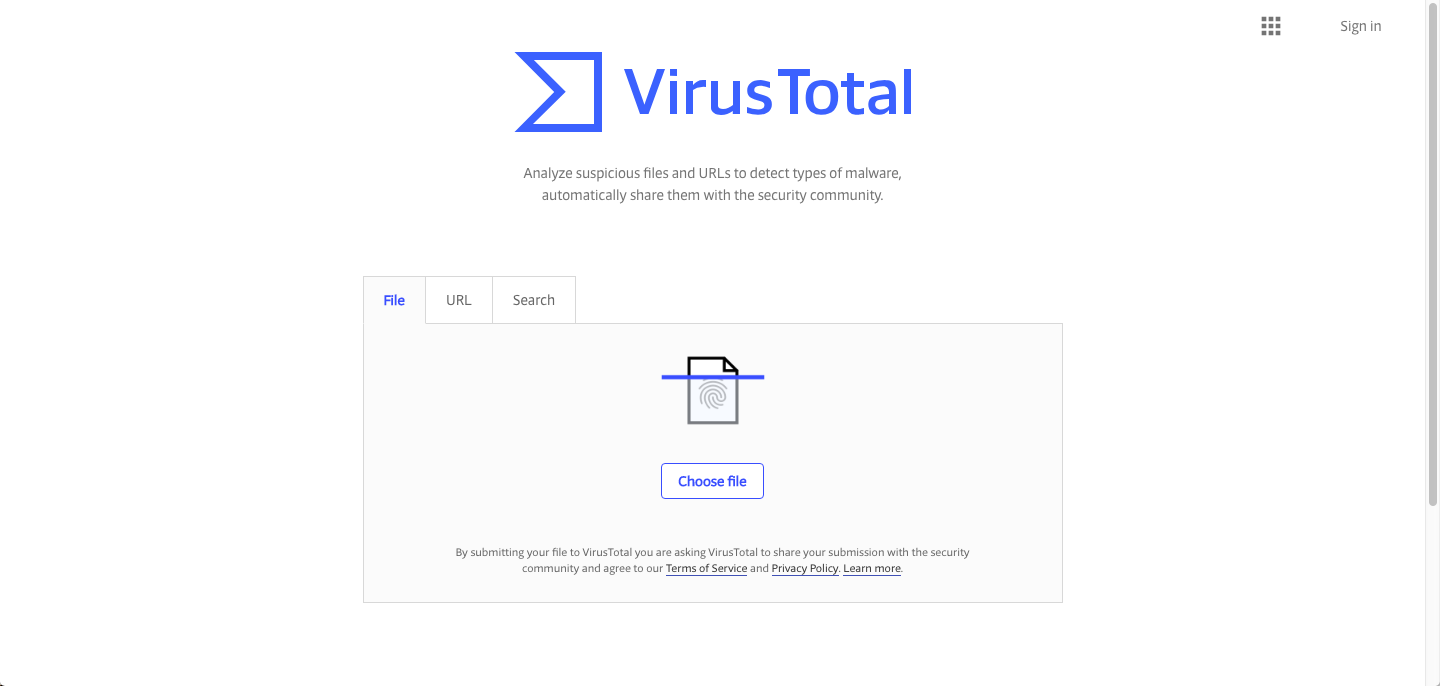 Sign in
VirusTotal
Analyze suspicious files and URLs to detect types of malware,
automatically share them with the security community.
File
URL
Search
Choose file
By submitting your file to VirusTotal you are asking VirusTotal to share your submission with the security
community and agree to our Terms of Service and Privacy Policy. Learn more.